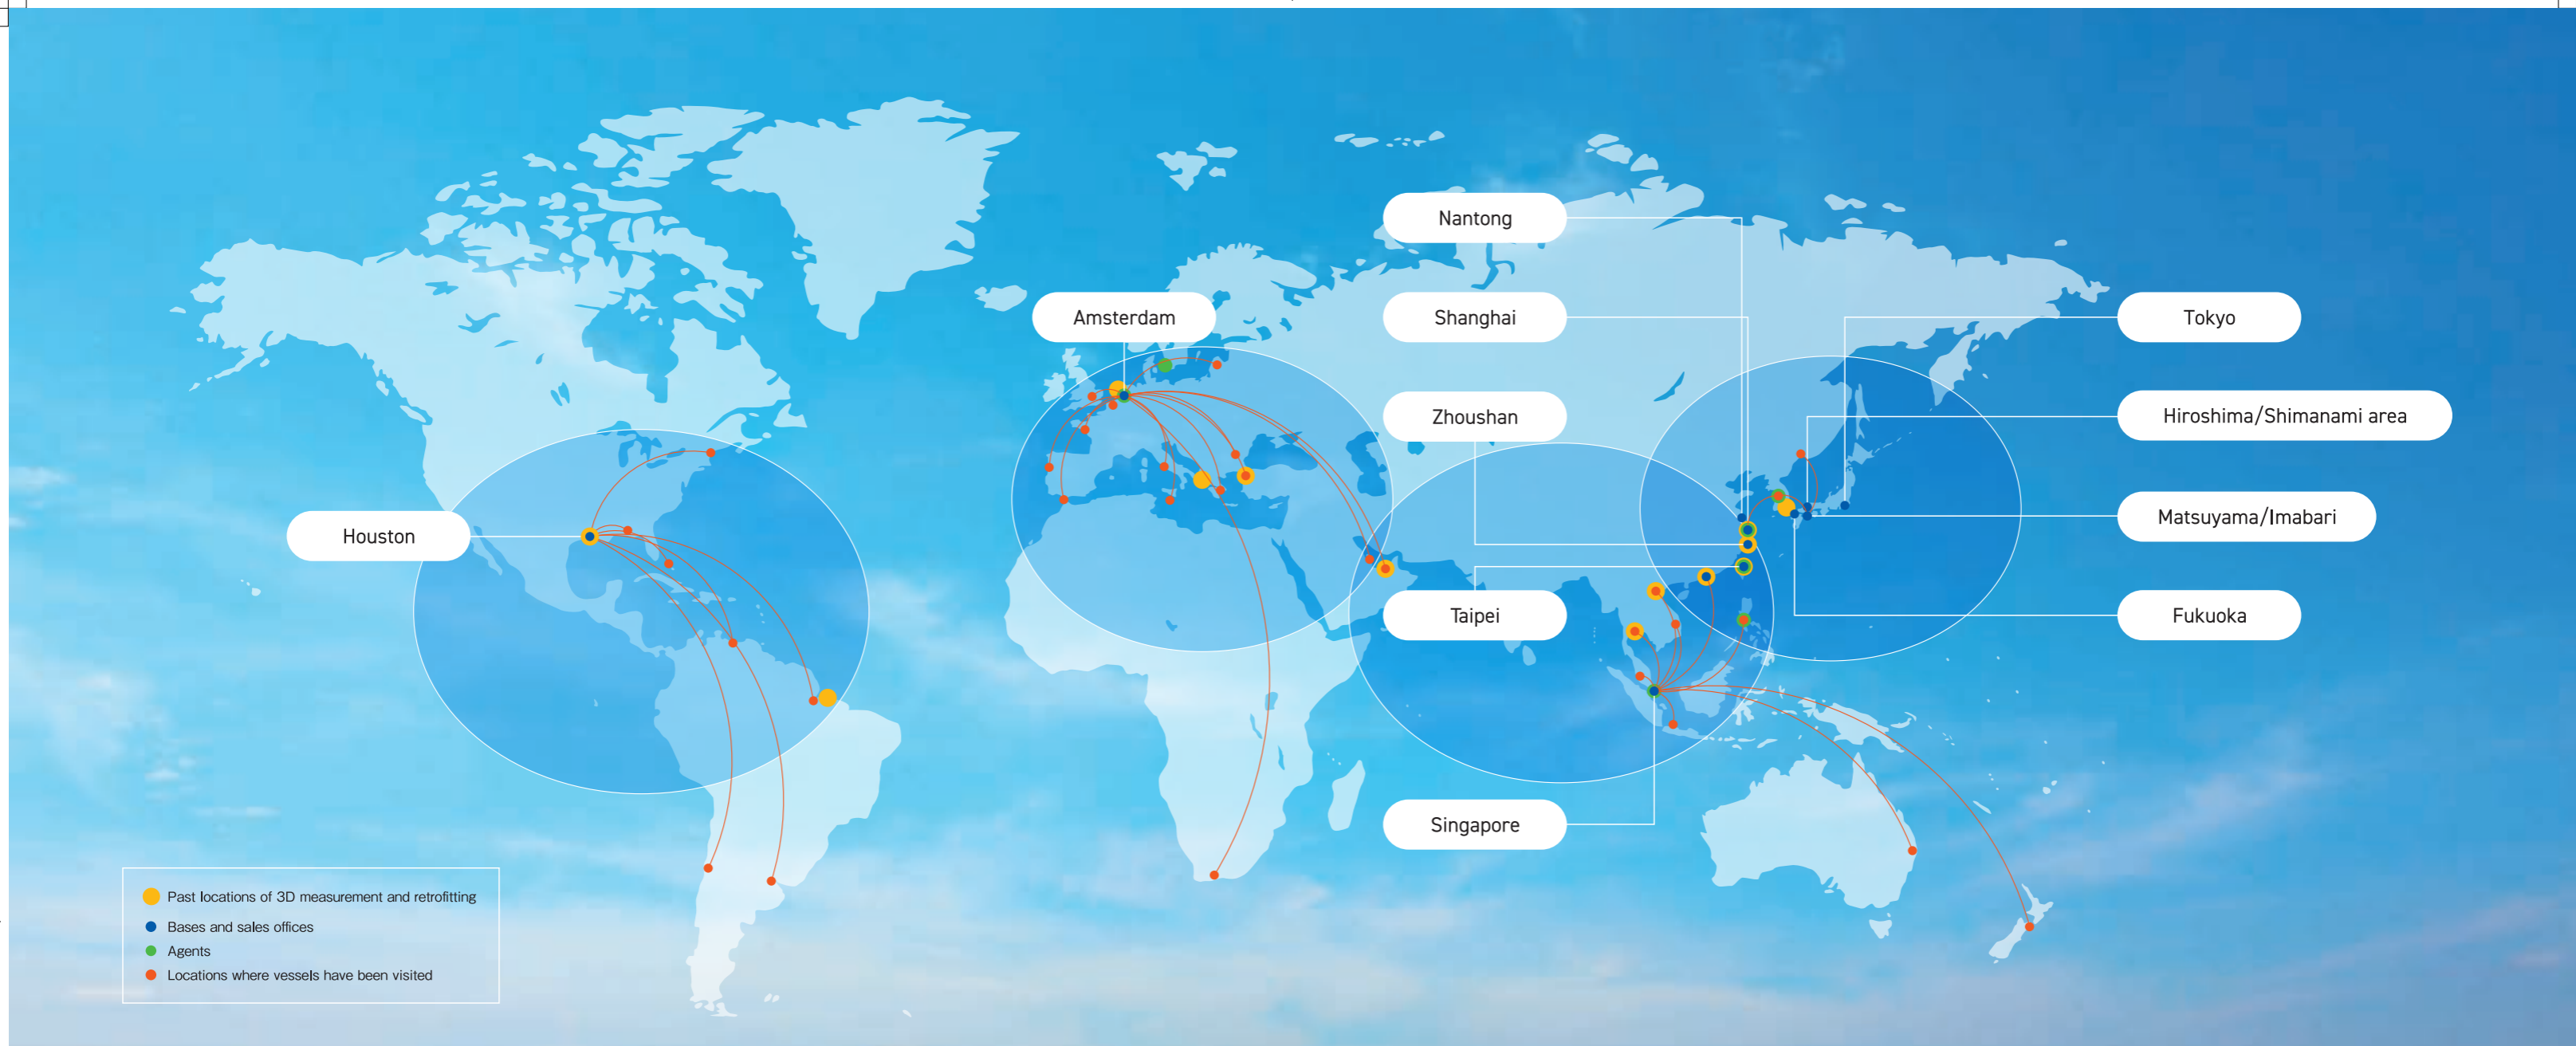 Nantong
Amsterdam
Shanghai
Tokyo
Zhoushan
Hiroshima/Shimanami area
Houston
Matsuyama/Imabari
Taipei
Fukuoka
Singapore
Past locations of 3D measurement and retrofitting
Bases and sales offices
Agents
Locations where vessels have been visited